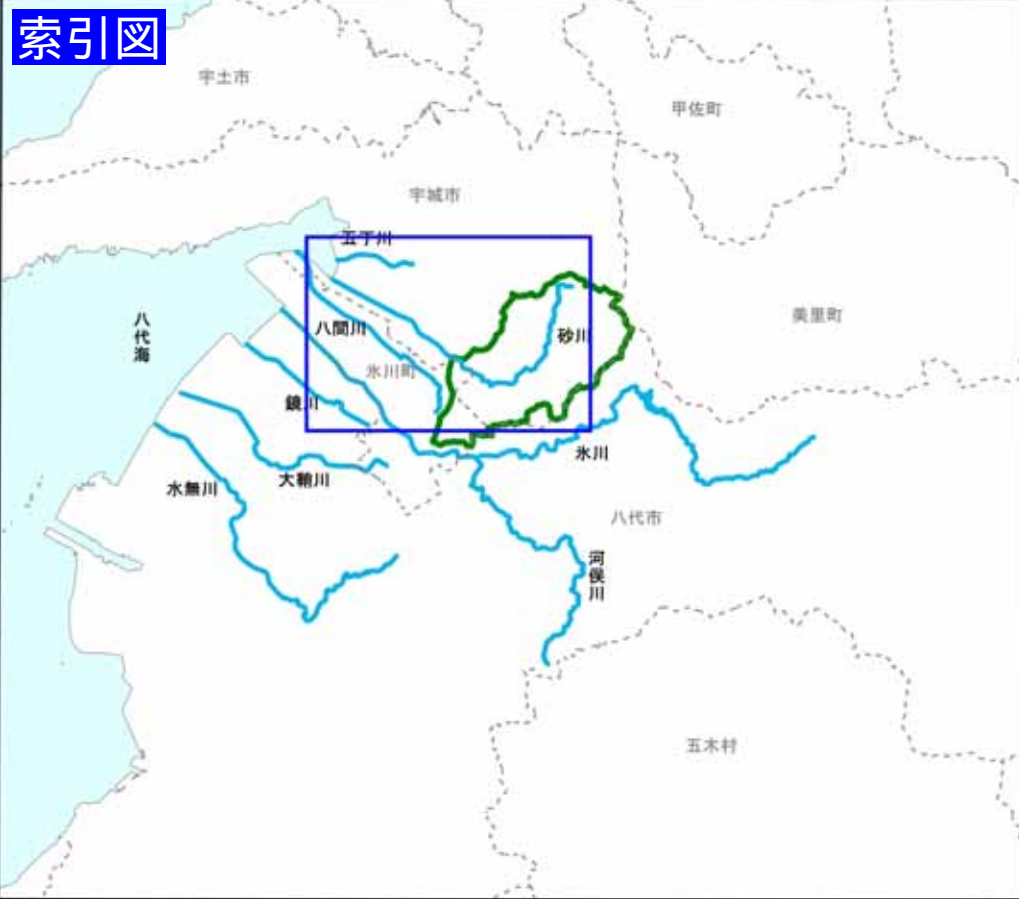 索引図
宇土市
甲佐町
宇城市
五丁川
美里町
八代海
八間川
砂川
氷川町
鏡川
氷川
大鞘川
水無川
八代市
河俣川
五木村